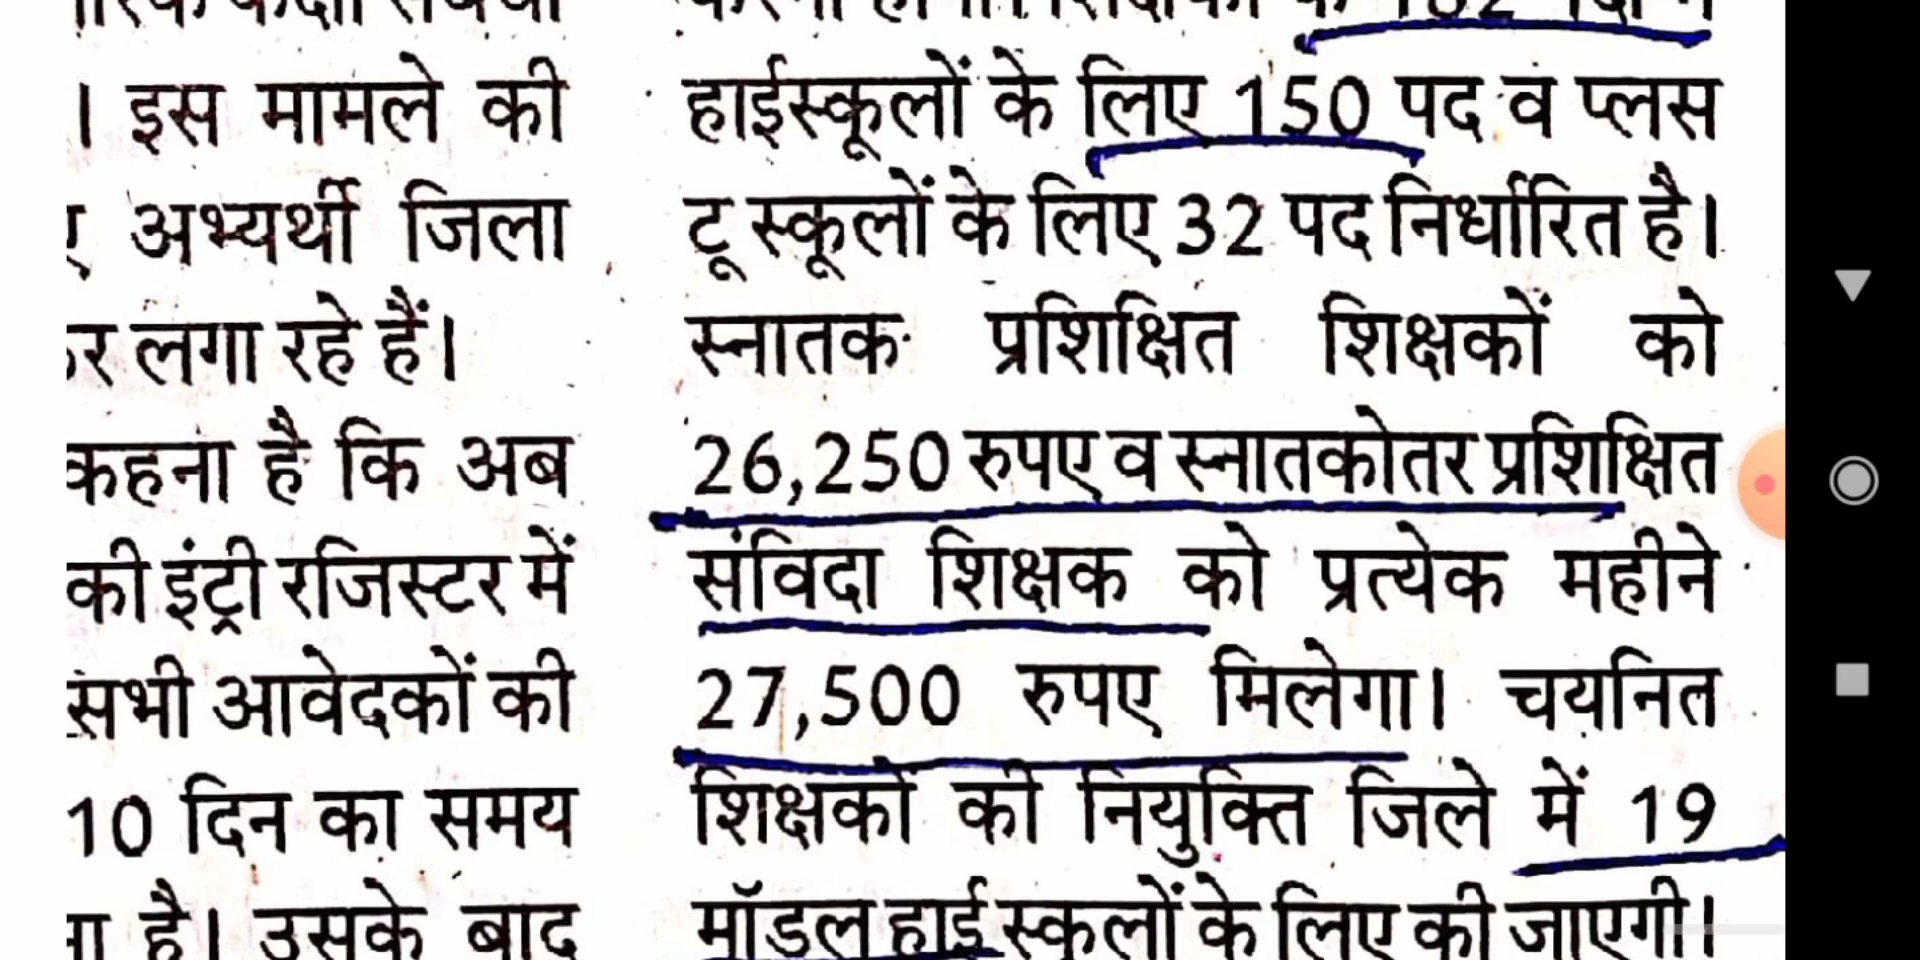 । इस मामले की
अभ्यर्थी जिला
लगा रहे हैं।
कहना है कि अब
की इंट्री रजिस्टर में
सभी आवेदकों की
10 दिन का समय
है। उसके बाद
182
हाईस्कूलों के लिए 150 पद व प्लस
टू स्कूलों के लिए 32 पद निर्धारित है।
स्नातक प्रशिक्षित शिक्षकों को
26,250 रुपए व स्नातकोतर प्रशिक्षित
संविदा शिक्षक को प्रत्येक महीने
27,500 रुपए मिलेगा। चयनित
शिक्षकों की नियुक्ति जिले में 19
मॉडल हाई स्कूलों के लिए की जाएगी।